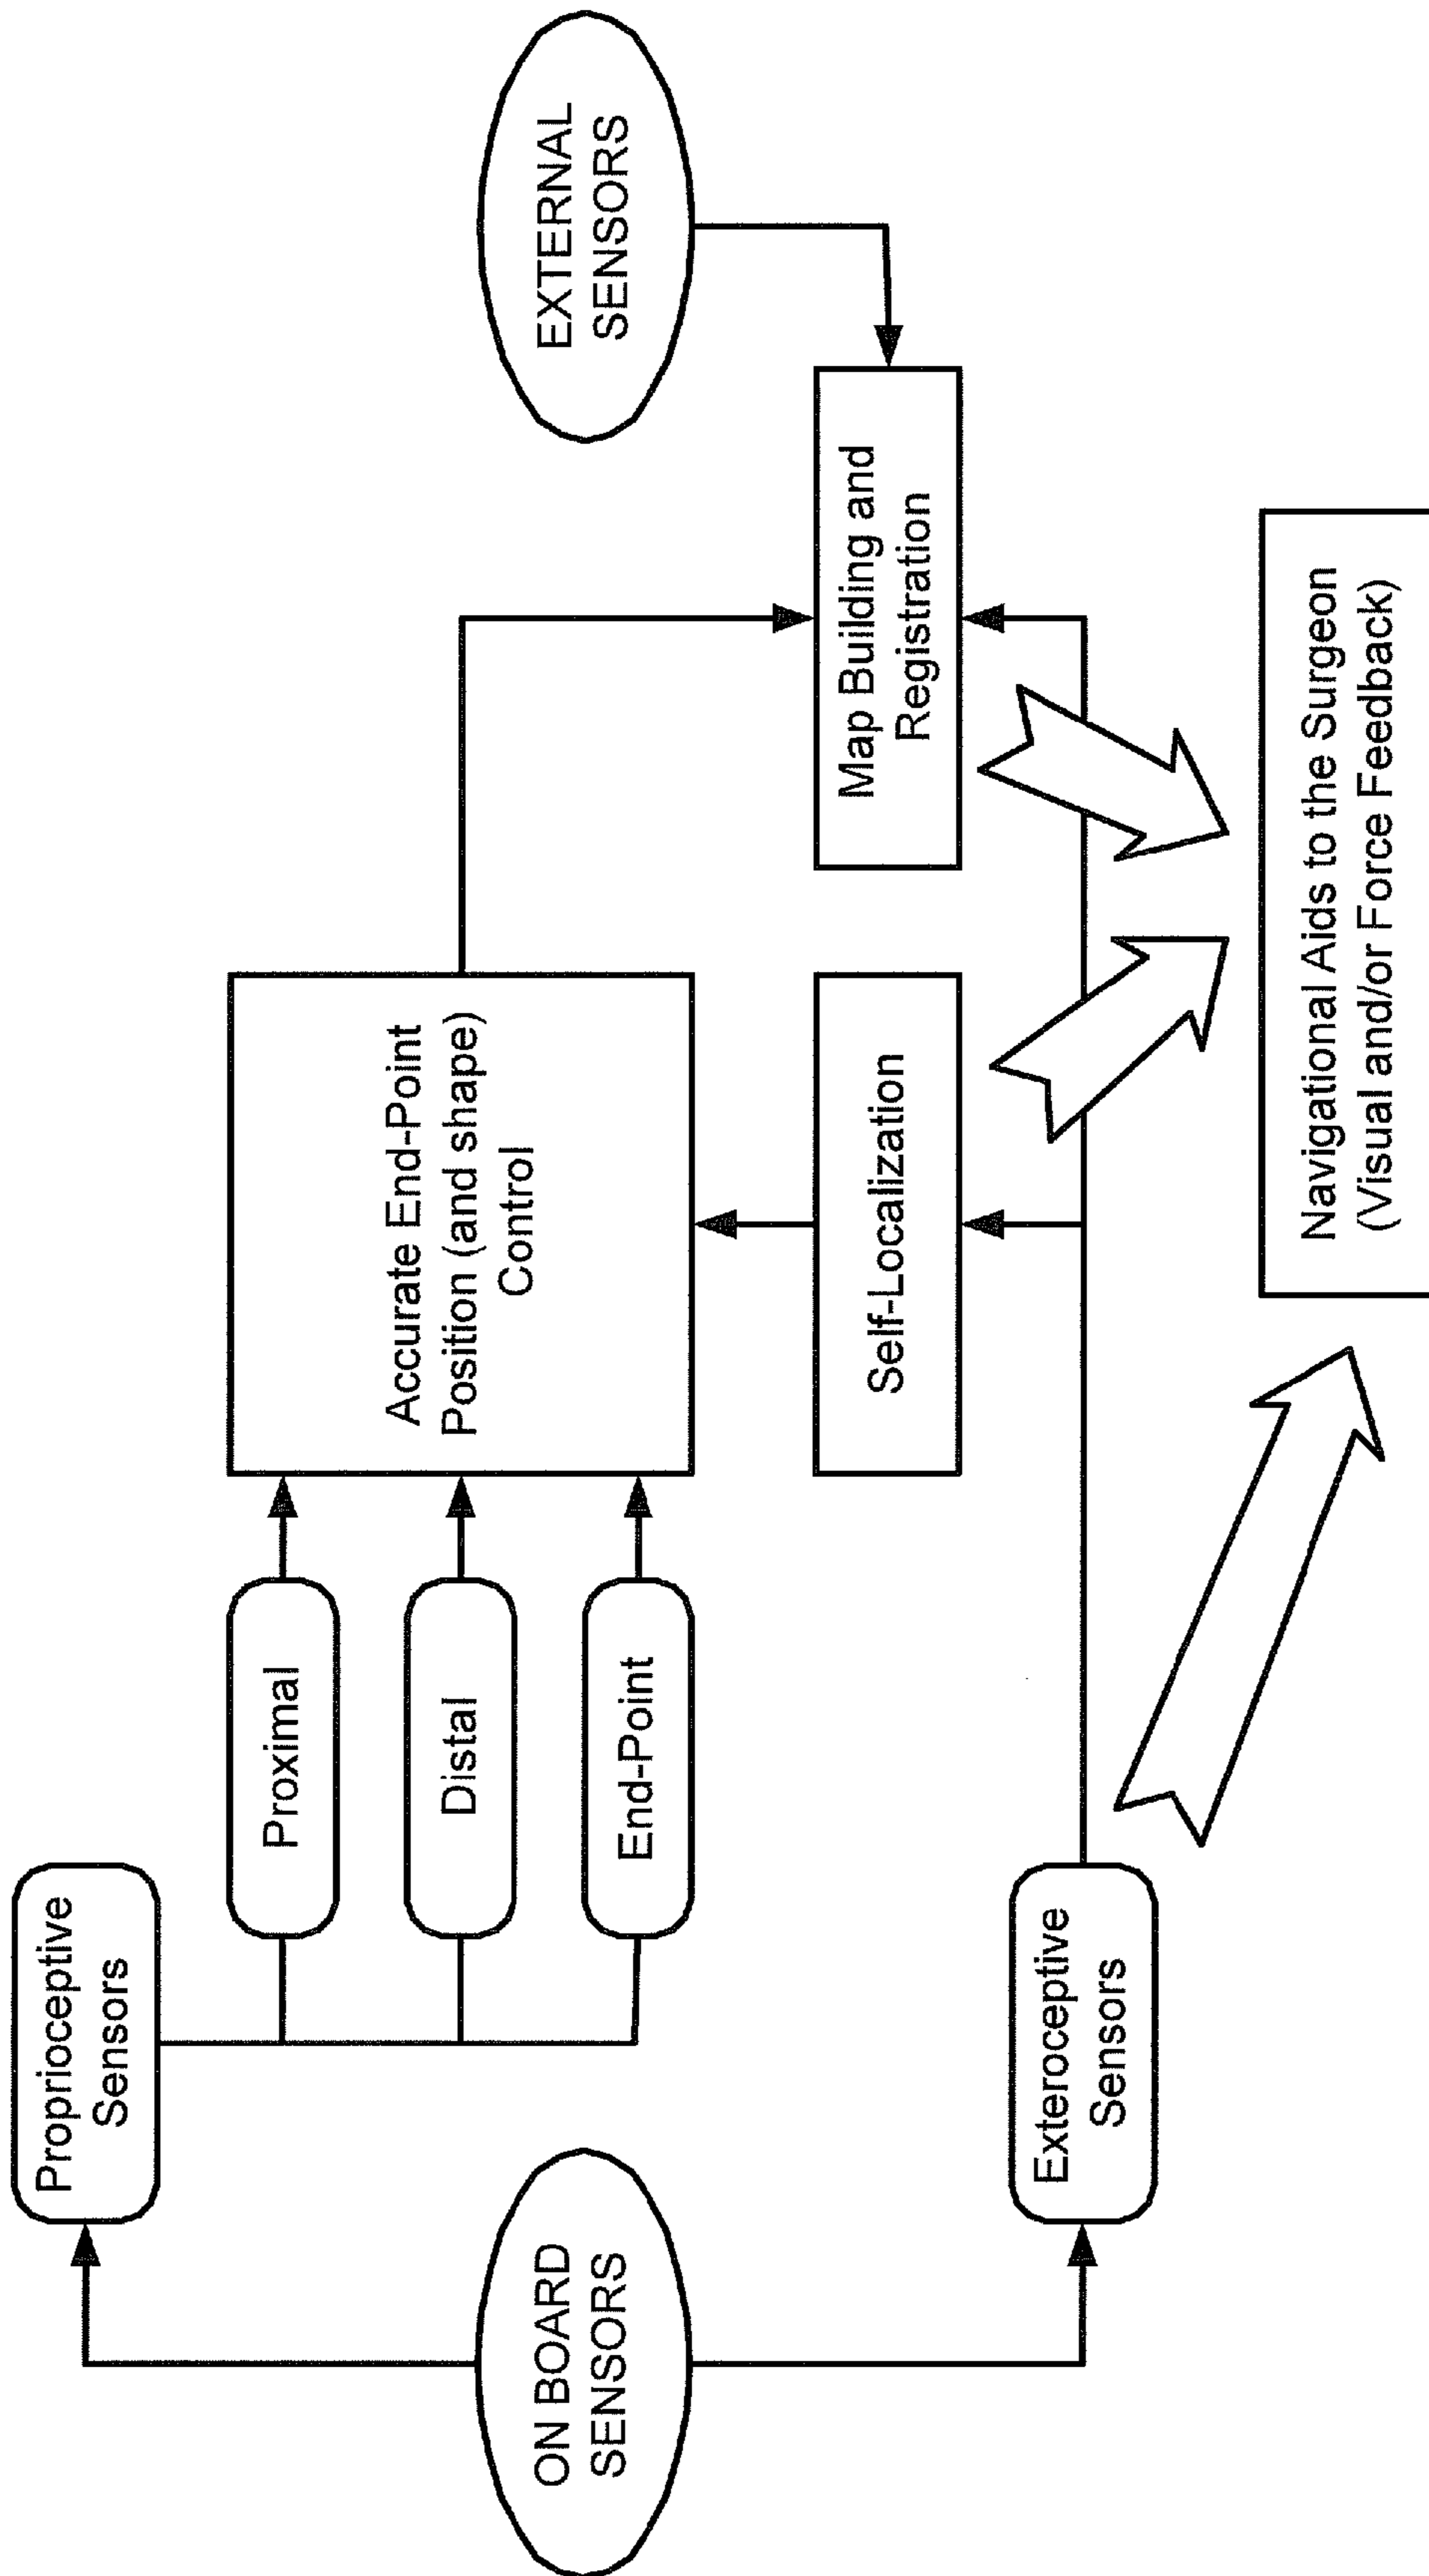 Proprioceptive
Sensors
ON BOARD
SENSORS
Exteroceptive
Sensors
Proximal
Distal
End-Point
Accurate End-Point
Position (and shape)
Control
Self-Localization
Map Building and
Registration
EXTERNAL
SENSORS
Navigational Aids to the Surgeon
(Visual and/or Force Feedback)